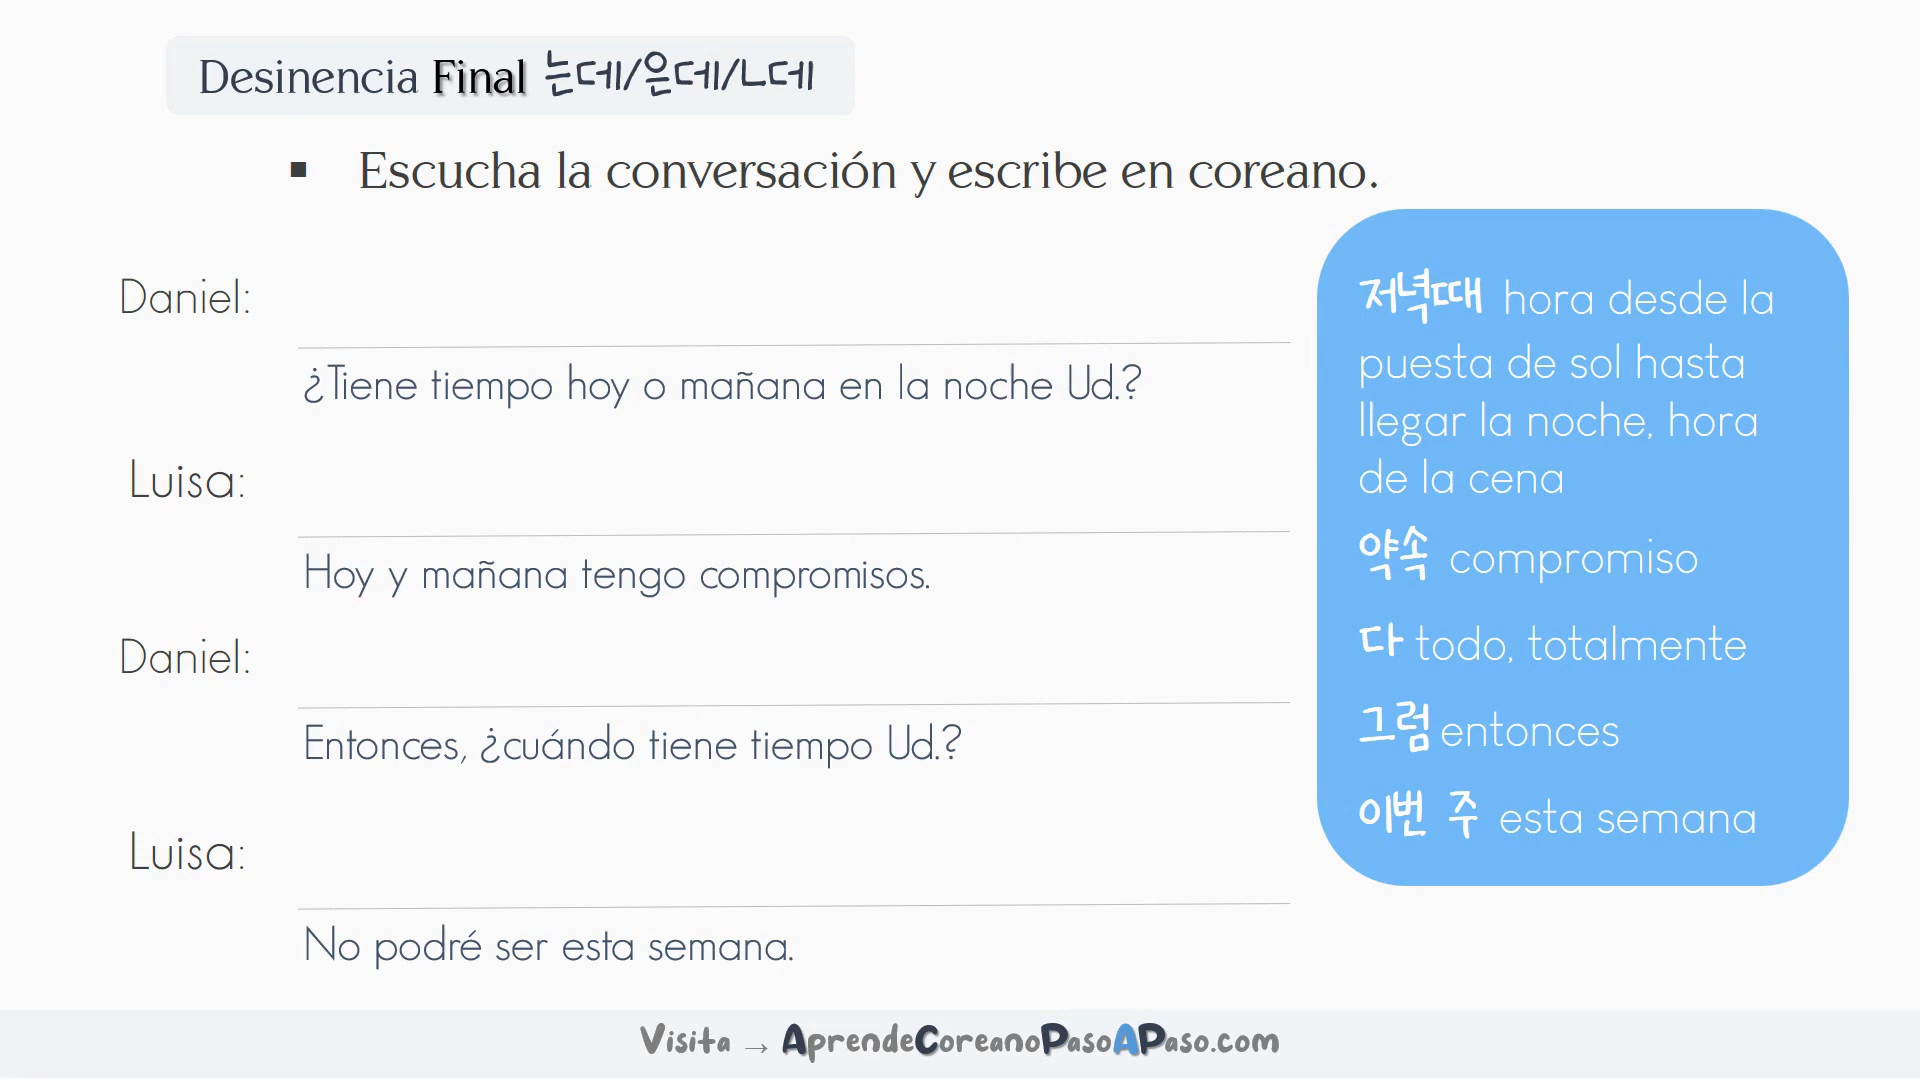 Desinencia Final 는데/은데/ㄴ데
▪ Escucha la conversación y escribe en coreano.
Daniel:
¿Tiene tiempo hoy o mañana en la noche Ud.?
Luisa:
Hoy y mañana tengo compromisos.
Daniel:
Entonces, ¿cuándo tiene tiempo Ud.?
Luisa:
No podré ser esta semana.
저녁때 hora desde la
puesta de sol hasta
llegar la noche, hora
de la cena
약속 compromiso
다 todo, totalmente
그럼 entonces
이번 주 esta semana
Visita → AprendeCoreanoPasoAPaso.com